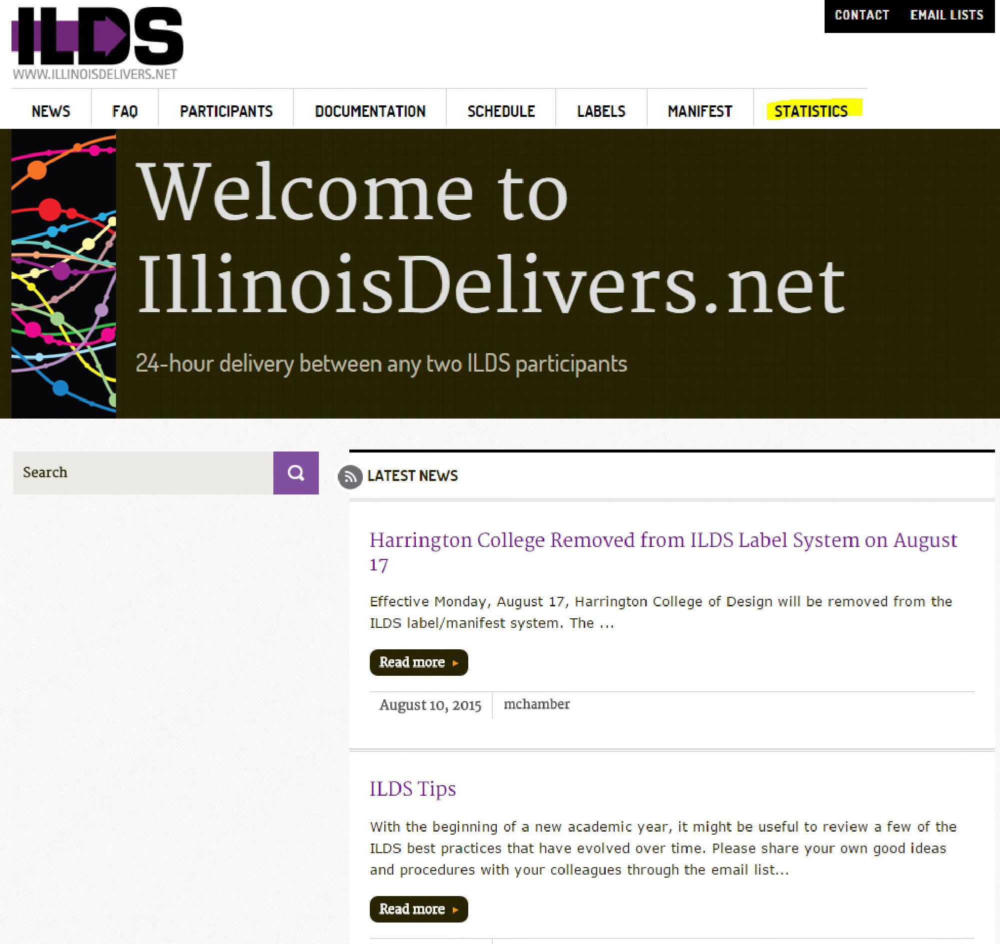 ILDS
WWW.ILLINOISDELIVERS.NET
CONTACT EMAIL LISTS
NEWS FAQ PARTICIPANTS DOCUMENTATION SCHEDULE LABELS MANIFEST STATISTICS
Welcome to
IllinoisDelivers.net
24-hour delivery between any two ILDS participants
Search
LATEST NEWS
Harrington College Removed from ILDS Label System on August
17
Effective Monday, August 17, Harrington College of Design will be removed from the
ILDS label/manifest system. The ...
Read more
August 10, 2015 mchamber
ILDS Tips
With the beginning of a new academic year, it might be useful to review a few of the
ILDS best practices that have evolved over time. Please share your own good ideas
and procedures with your colleagues through the email list...
Read more